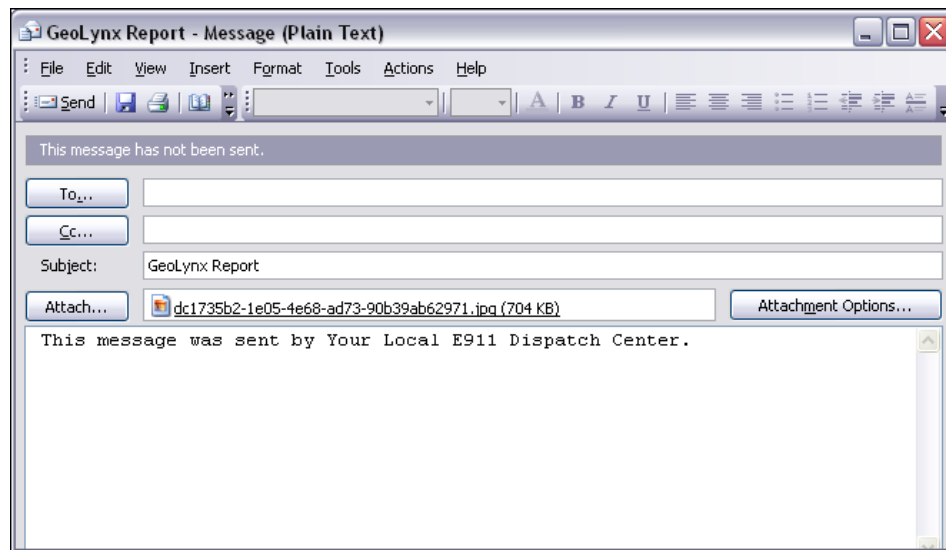 GeoLynx Report - Message (Plain Text)
File Edit View Insert Format Tools Actions Help
Send A B I U
This message has not been sent.
To...
Cc...
Subject: GeoLynx Report
Attach... dc1735b2-1e05-4e68-ad73-90b39ab62971.jpg (704 KB) Attachment Options...
This message was sent by Your Local E911 Dispatch Center.